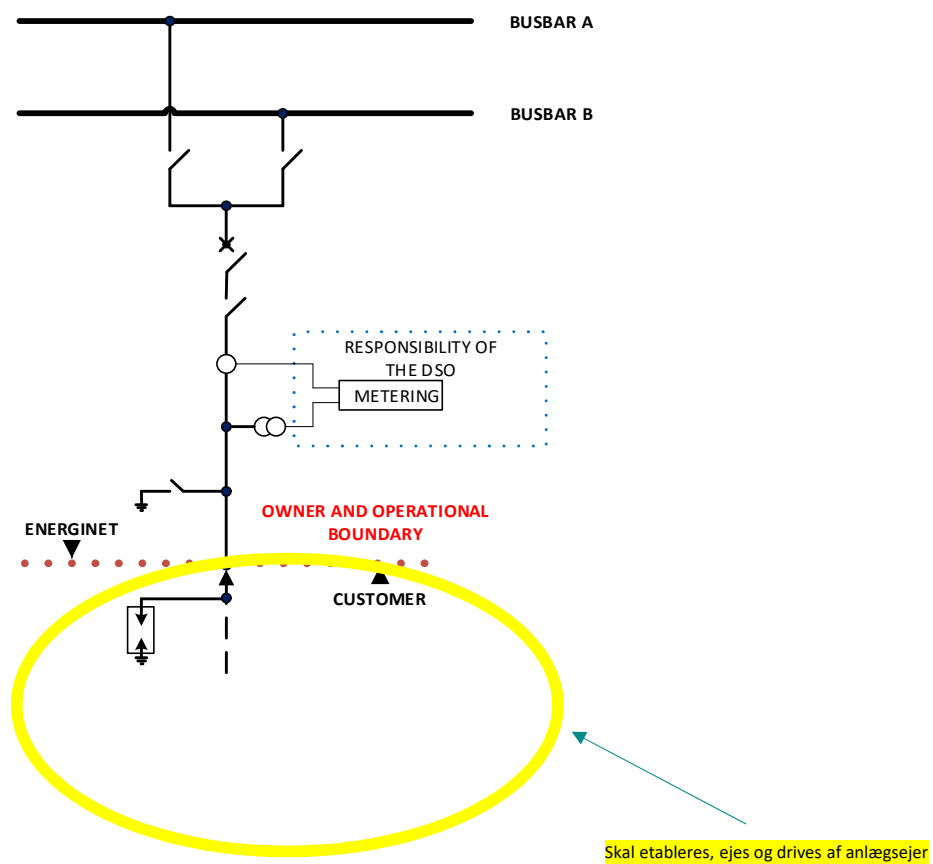 BUSBAR A
BUSBAR B
RESPONSIBILITY OF
THE DSO
METERING
OWNER AND OPERATIONAL
BOUNDARY
ENERGINET
CUSTOMER
Skal etableres, ejes og drives af anlægsejer